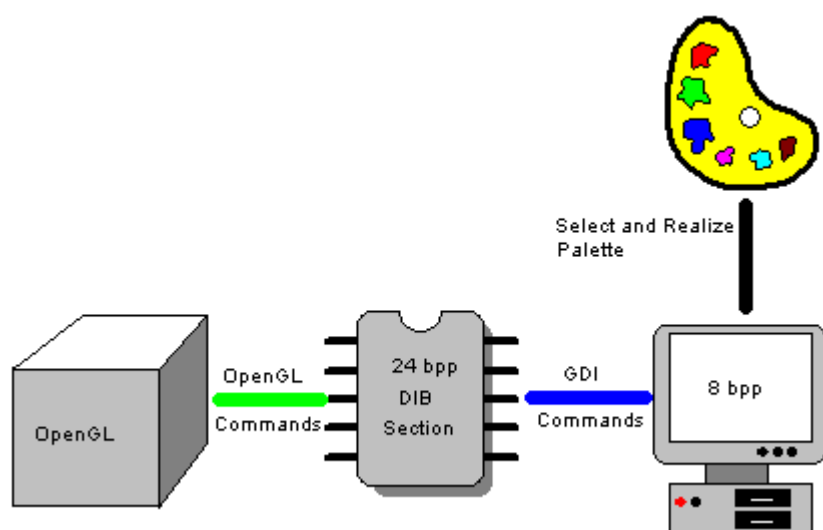 Select and Realize
Palette
OpenGL
OpenGL
Commands
24 bpp
DIB
Section
GDI
Commands
8 bpp